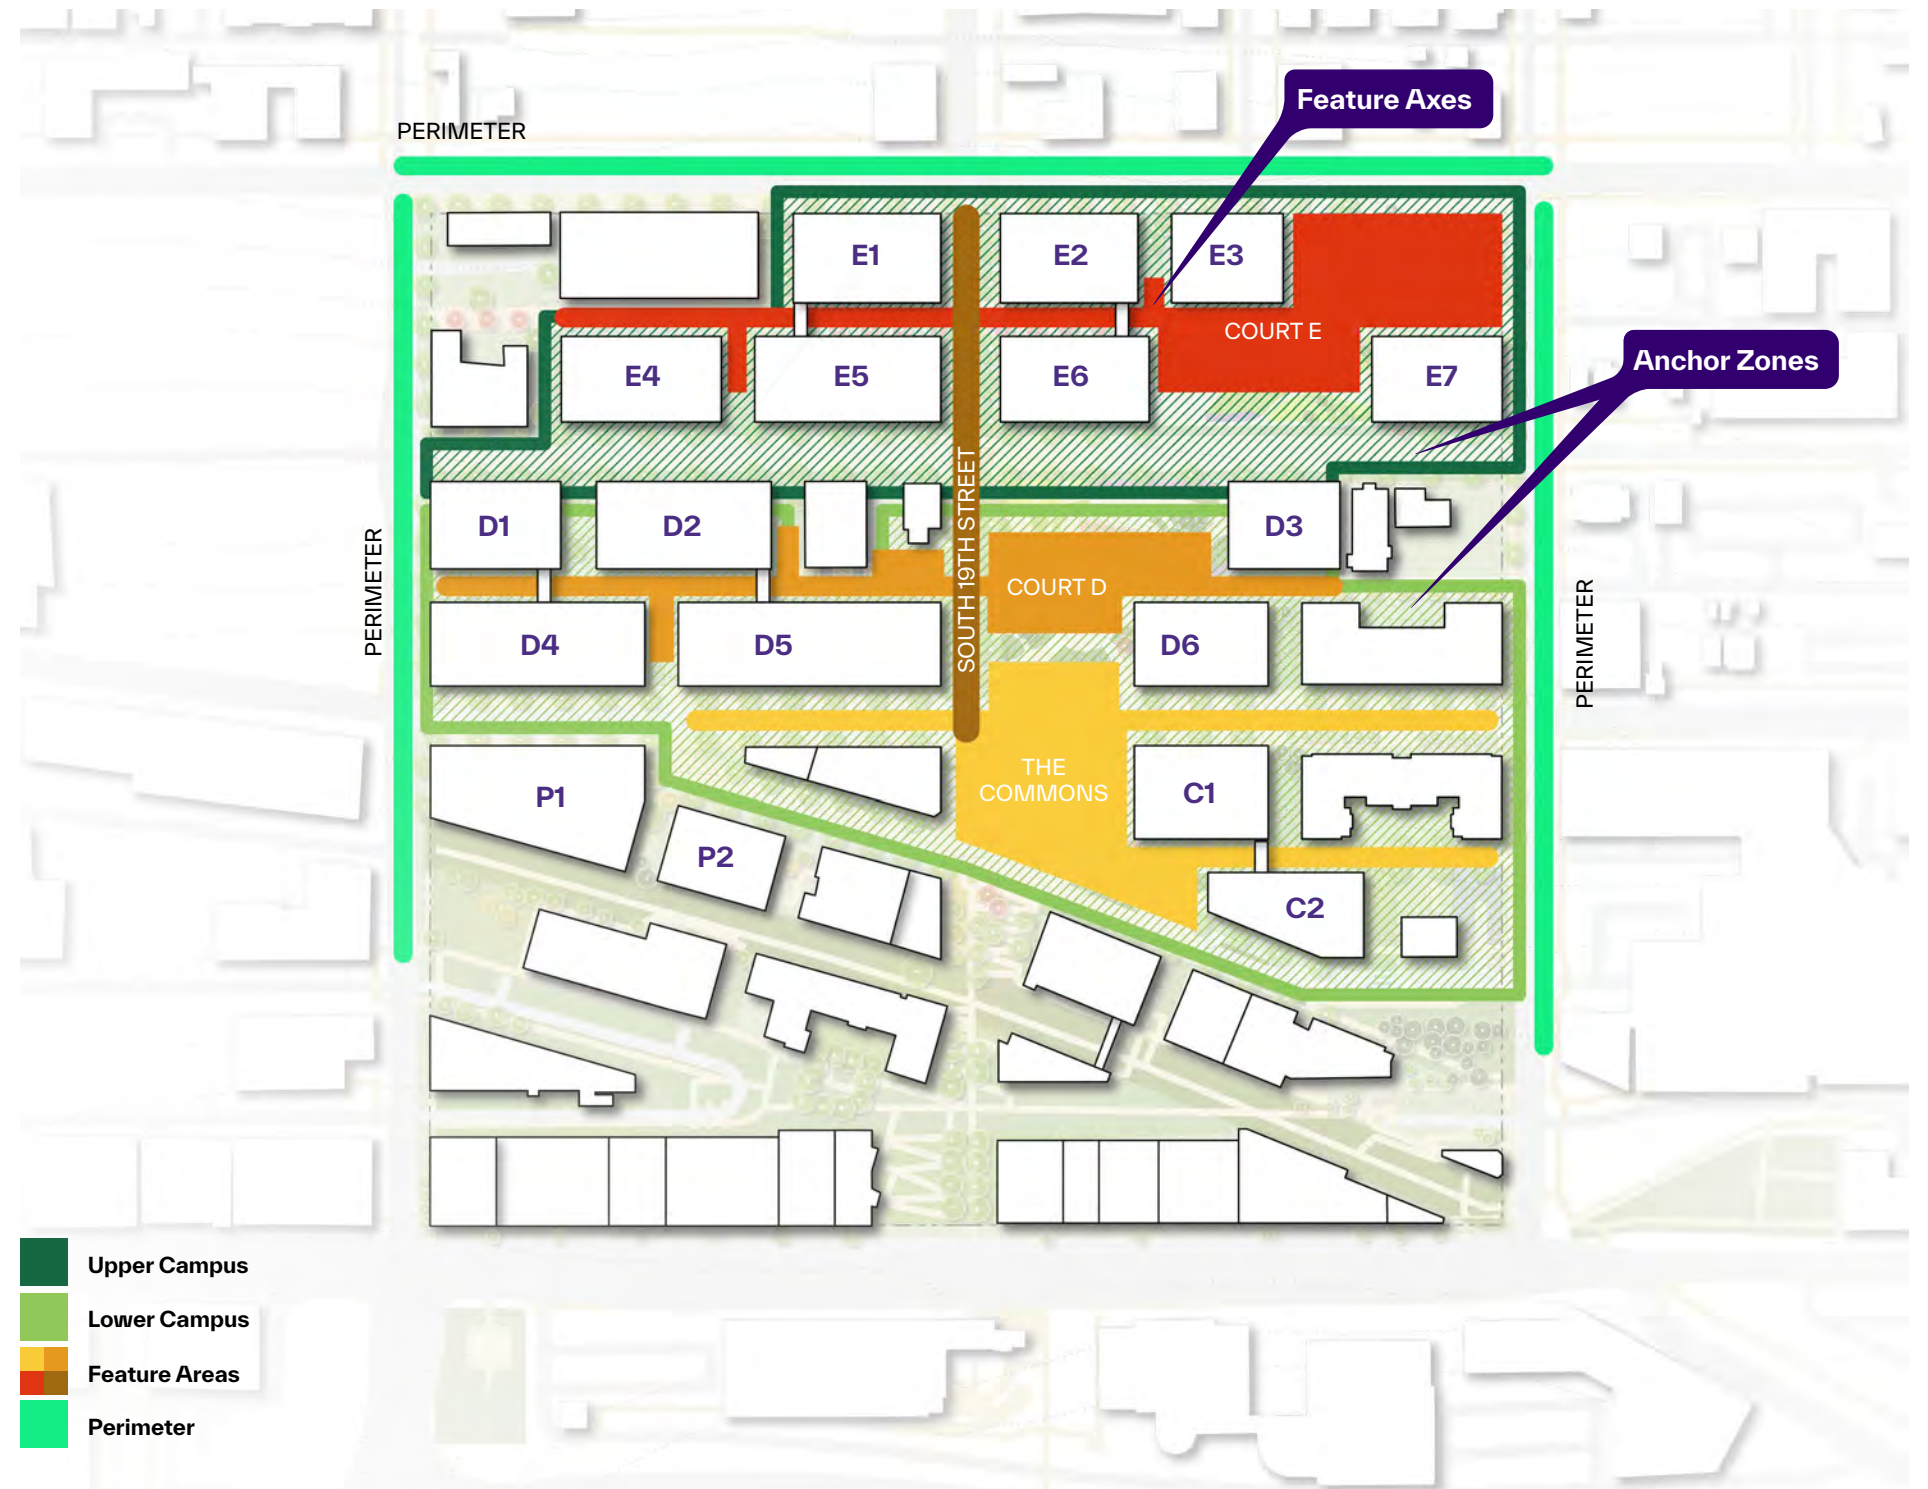 Feature Axes
PERIMETER
E1
E2
E3
COURT E
Anchor Zones
E4
E5
E6
E7
SOUTH 19TH STREET
D1
D2
D3
PERIMETER
COURT D
PERIMETER
D4
D5
D6
THE
COMMONS
P1
C1
P2
C2
Upper Campus
Lower Campus
Feature Areas
Perimeter